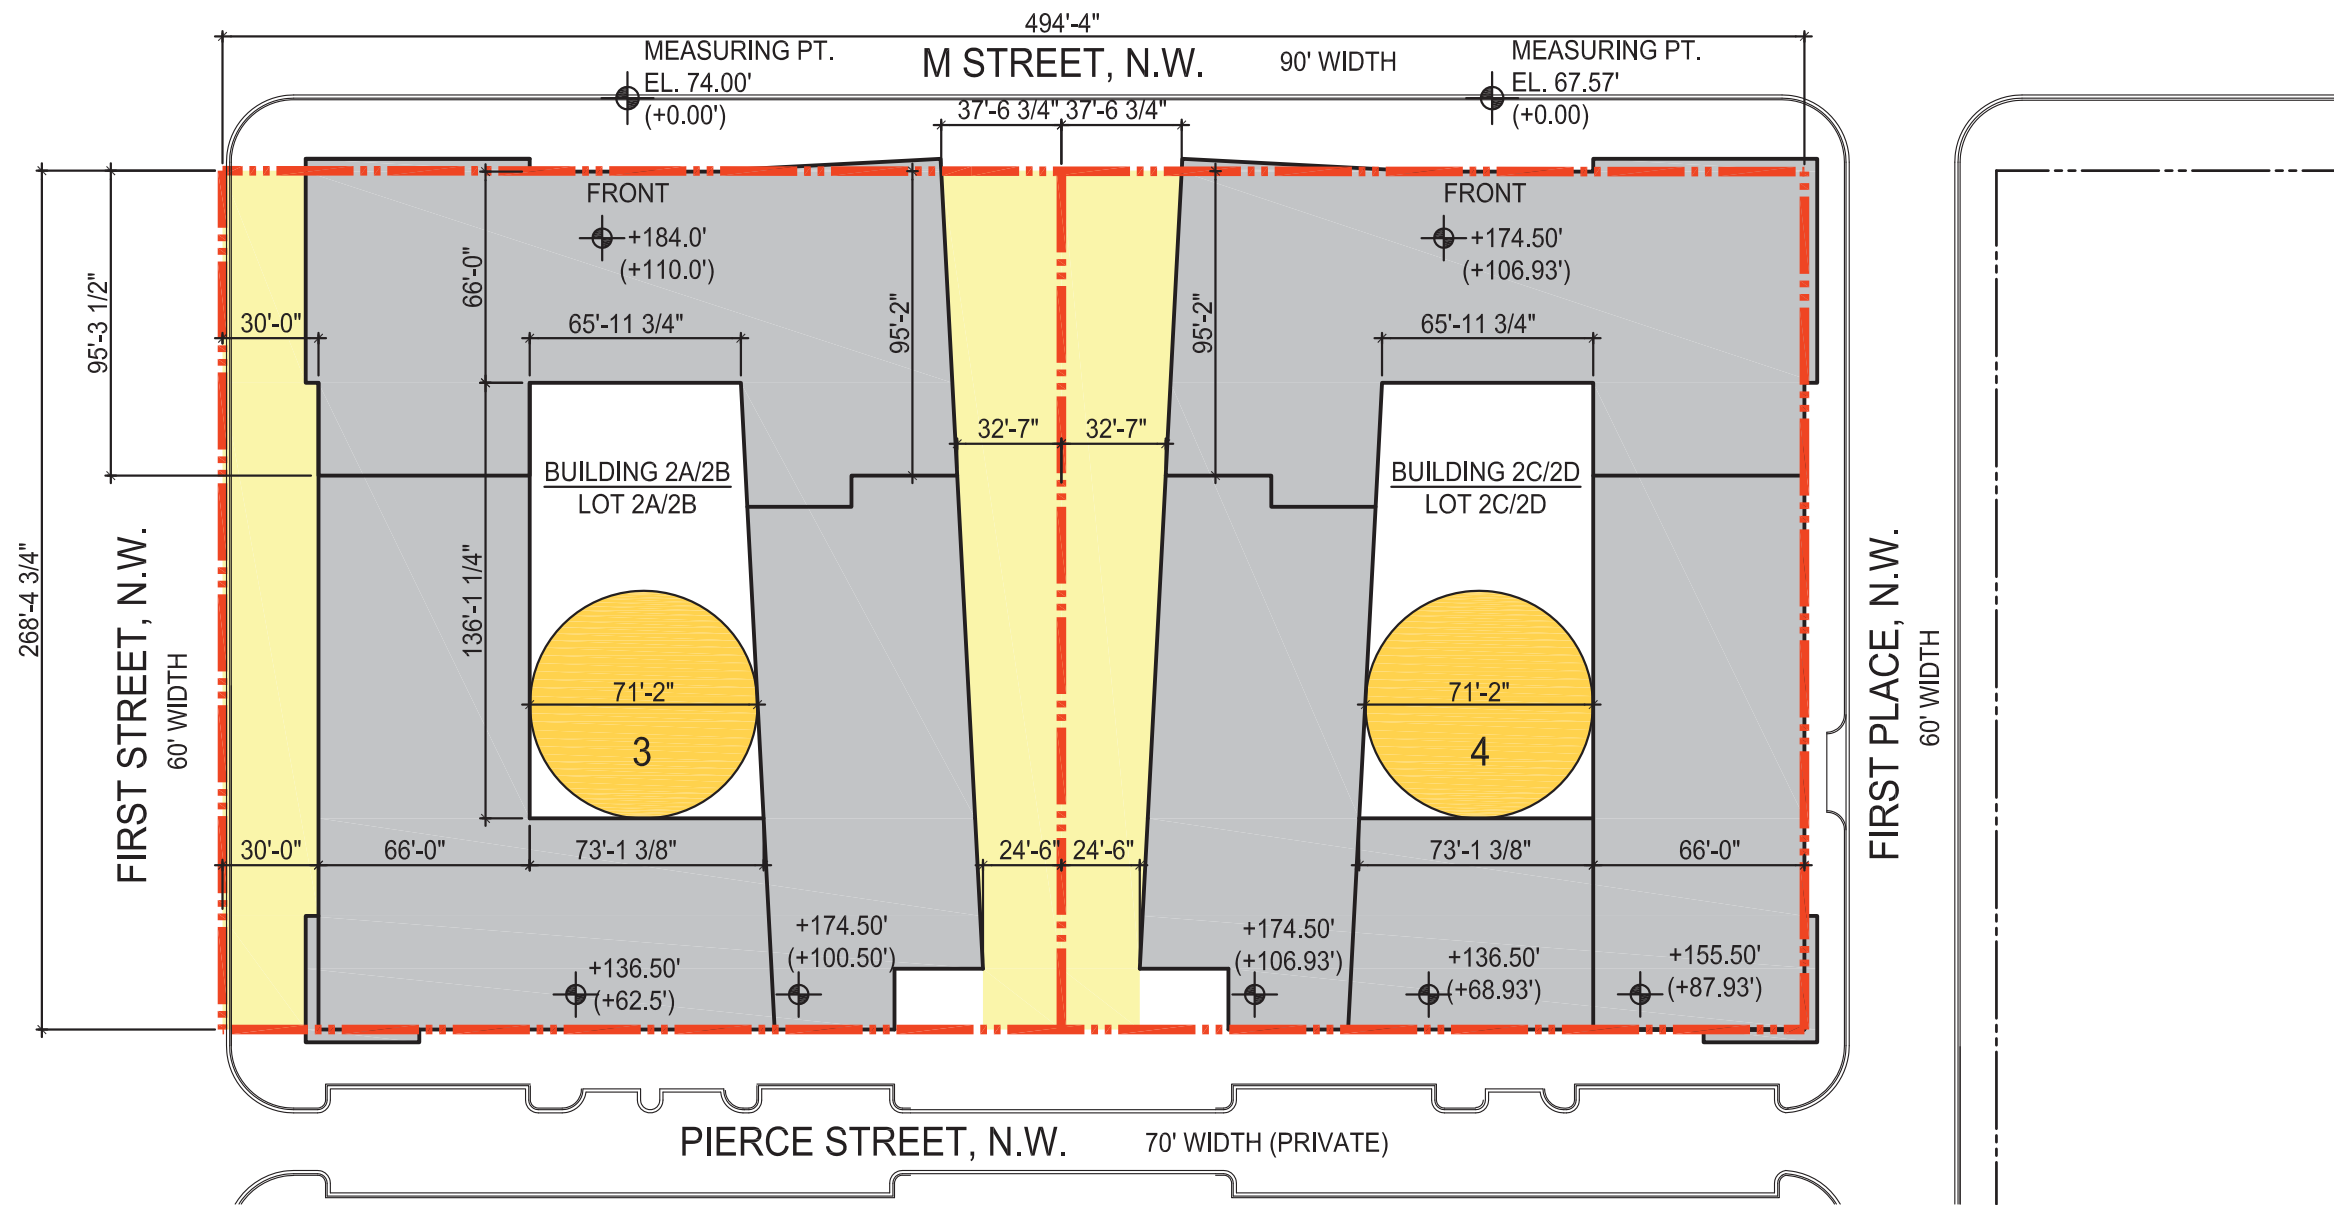 494'-4"
MEASURING PT.
EL. 74.00'
(+0.00')
M STREET, N.W.
90' WIDTH
MEASURING PT.
EL. 67.57'
(+0.00)
37'-6 3/4"
37'-6 3/4"
FRONT
+184.0'
(+110.0')
FRONT
+174.50'
(+106.93')
95'-3 1/2"
66'-0"
30'-0"
65'-11 3/4"
95'-2"
95'-2"
65'-11 3/4"
32'-7"
32'-7"
BUILDING 2A/2B
LOT 2A/2B
BUILDING 2C/2D
LOT 2C/2D
268'-4 3/4"
FIRST STREET, N.W.
60' WIDTH
136'-1 1/4"
71'-2"
3
71'-2"
4
FIRST PLACE, N.W.
60' WIDTH
30'-0"
66'-0"
73'-1 3/8"
24'-6"
24'-6"
73'-1 3/8"
66'-0"
+136.50'
(+62.5')
+174.50'
(+100.50')
+174.50'
(+106.93')
+136.50'
(+68.93')
+155.50'
(+87.93')
PIERCE STREET, N.W.
70' WIDTH (PRIVATE)